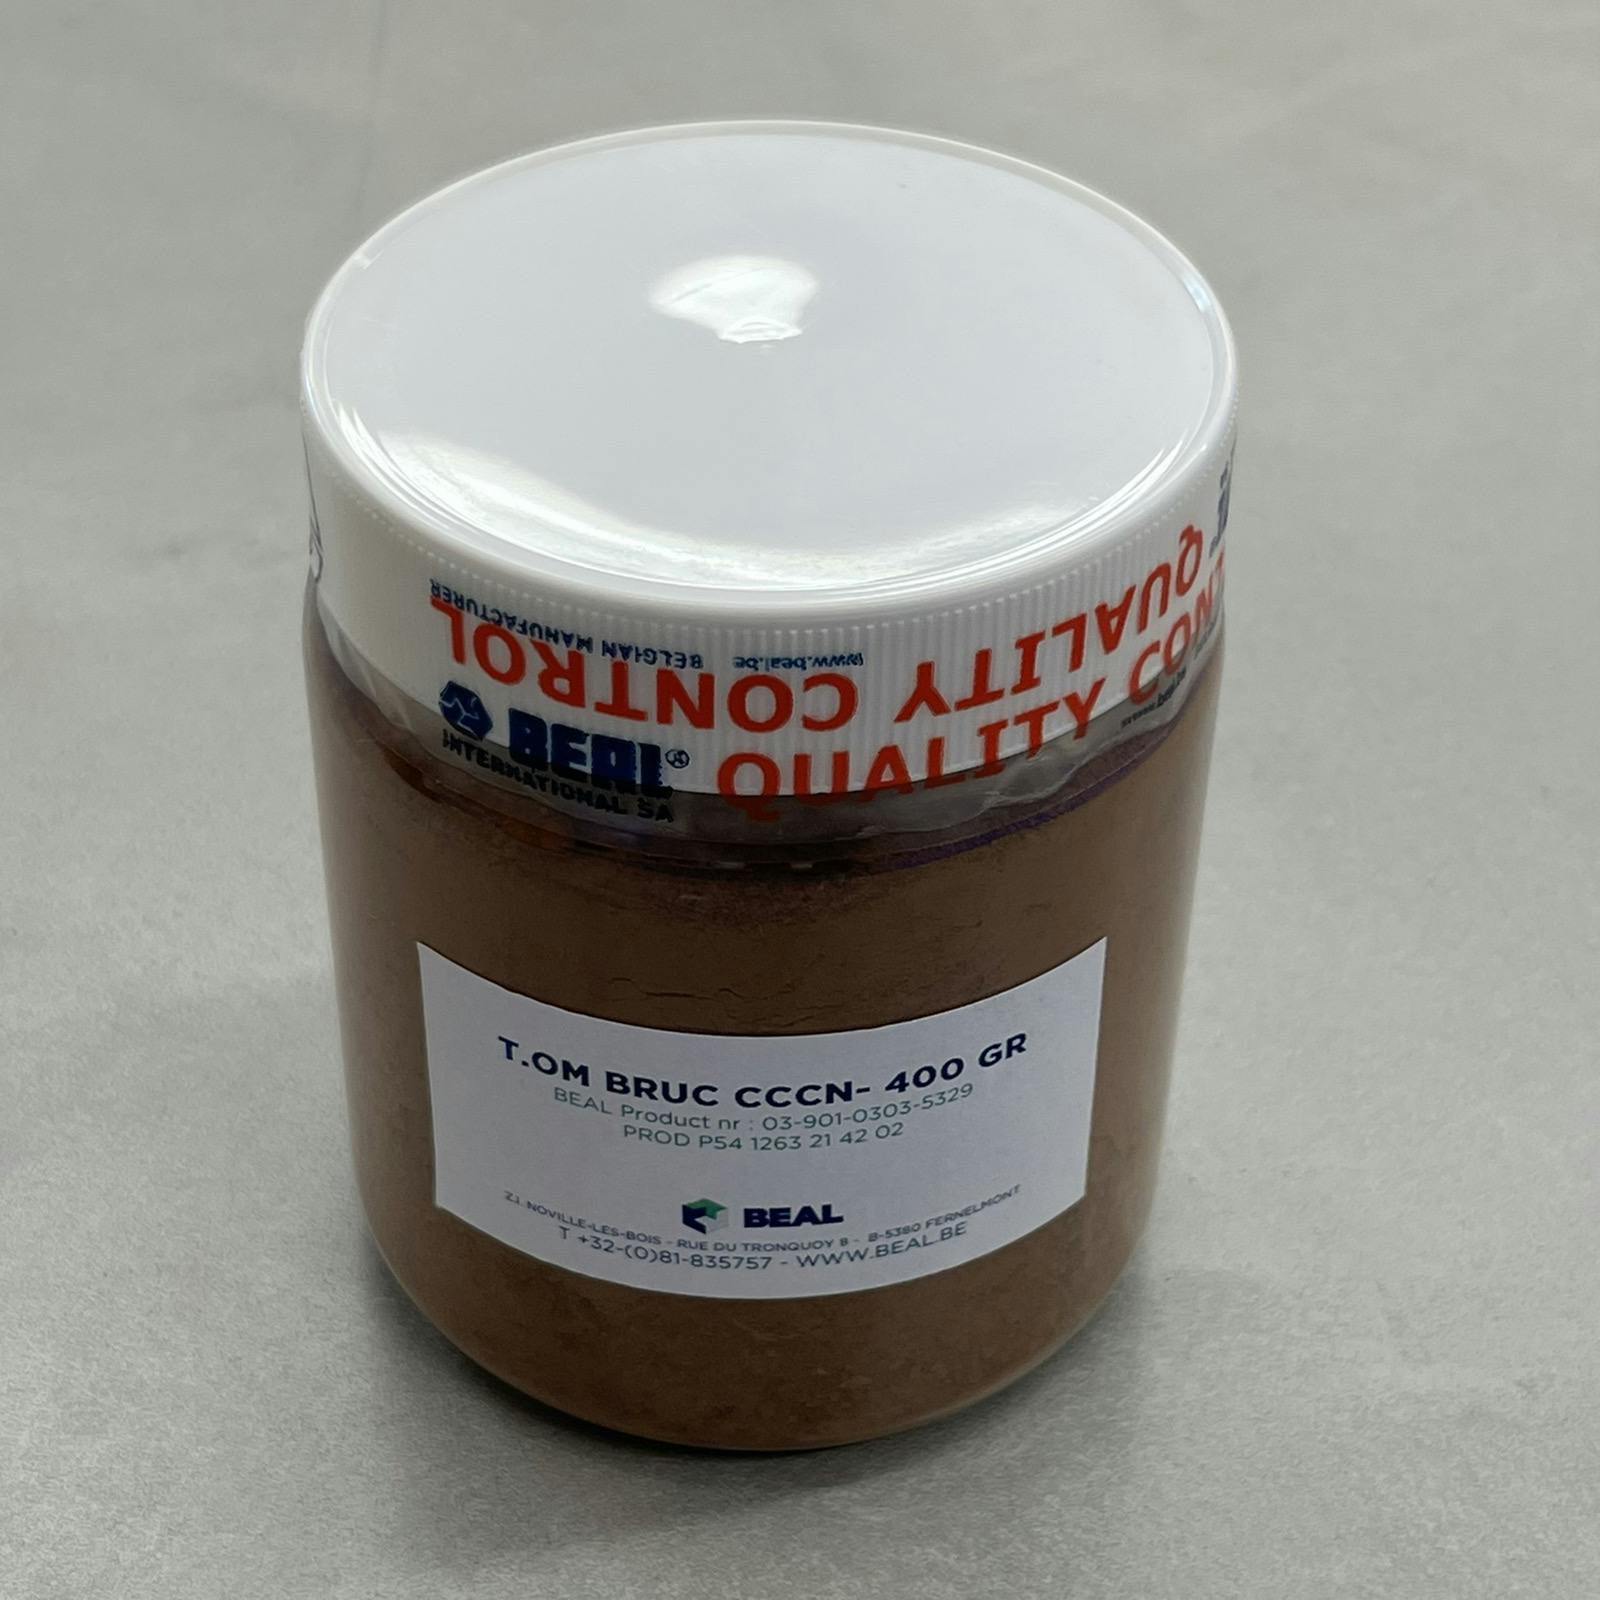 BELGIAN MANUFACTURER
www.beal.be
QUALITY CONTROL
QUALITY
BEAL®
INTERNATIONAL SA
QUALITY CONT
T.OM BRUC CCCN- 400 GR
BEAL Product nr : 03-901-0303-5329
PROD P54 1263 21 42 02
BEAL
Z.I. NOVILLE-LES-BOIS - RUE DU TRONQUOY 8 - B-5380 FERNELMONT
T +32-(0)81-835757 - WWW.BEAL.BE